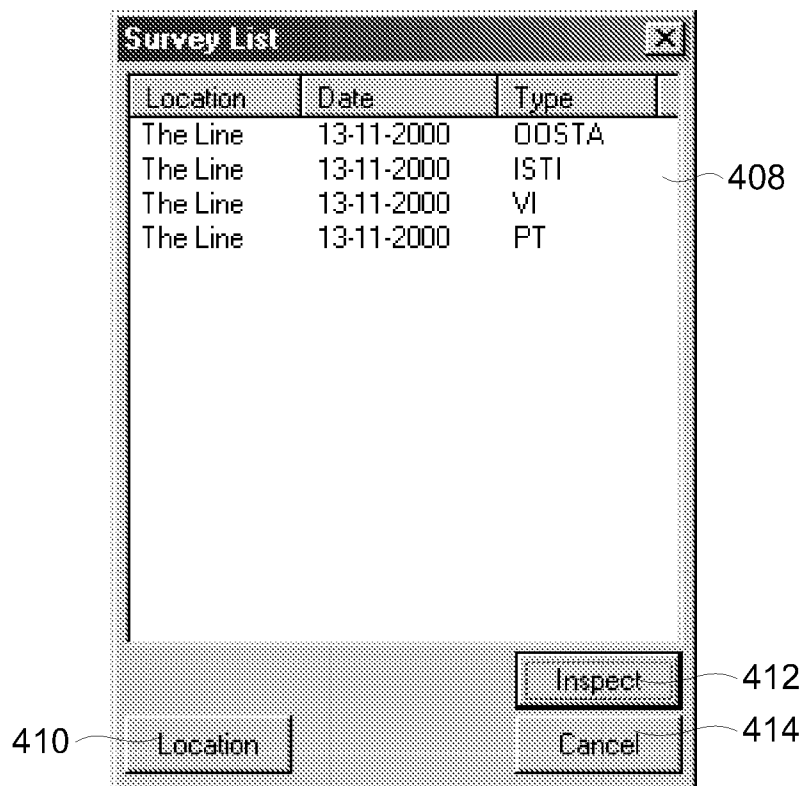 Survey List
Location Date Type
The Line 13-11-2000 OOSTA
The Line 13-11-2000 ISTI
408
The Line 13-11-2000 VI
The Line 13-11-2000 PT
Inspect 412
410 Location Cancel 414